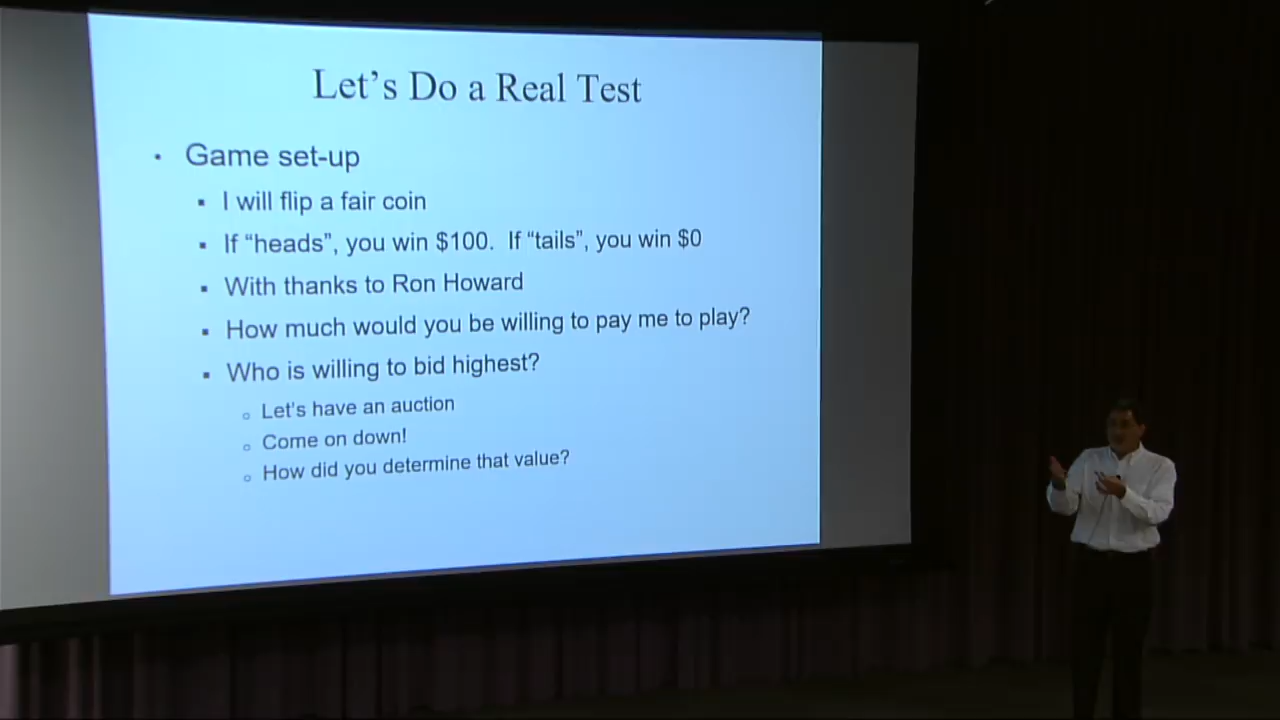 Let's Do a Real Test
• Game set-up
▪ I will flip a fair coin
▪ If "heads", you win $100. If "tails", you win $0
▪ With thanks to Ron Howard
▪ How much would you be willing to pay me to play?
▪ Who is willing to bid highest?
o Let's have an auction
o Come on down!
o How did you determine that value?